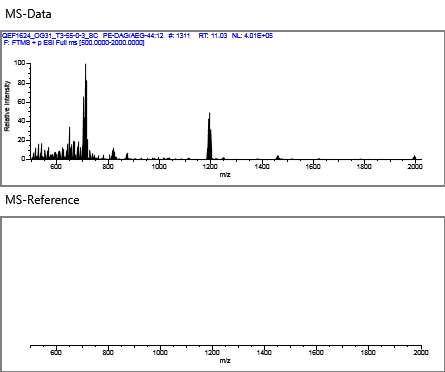 MS-Data
QEF1624_OG31_T3-55-0-3_SC PE-DAG/AEG-44:12 #: 1311 RT: 11.03 NL: 4.01E+05
F: FTMS + p ESI Full ms [500.0000-2000.0000]
100
80
60
40
20
0
Relative Intensity
600 800 1000 1200 1400 1600 1800 2000
m/z
MS-Reference
600 800 1000 1200 1400 1600 1800 2000
m/z